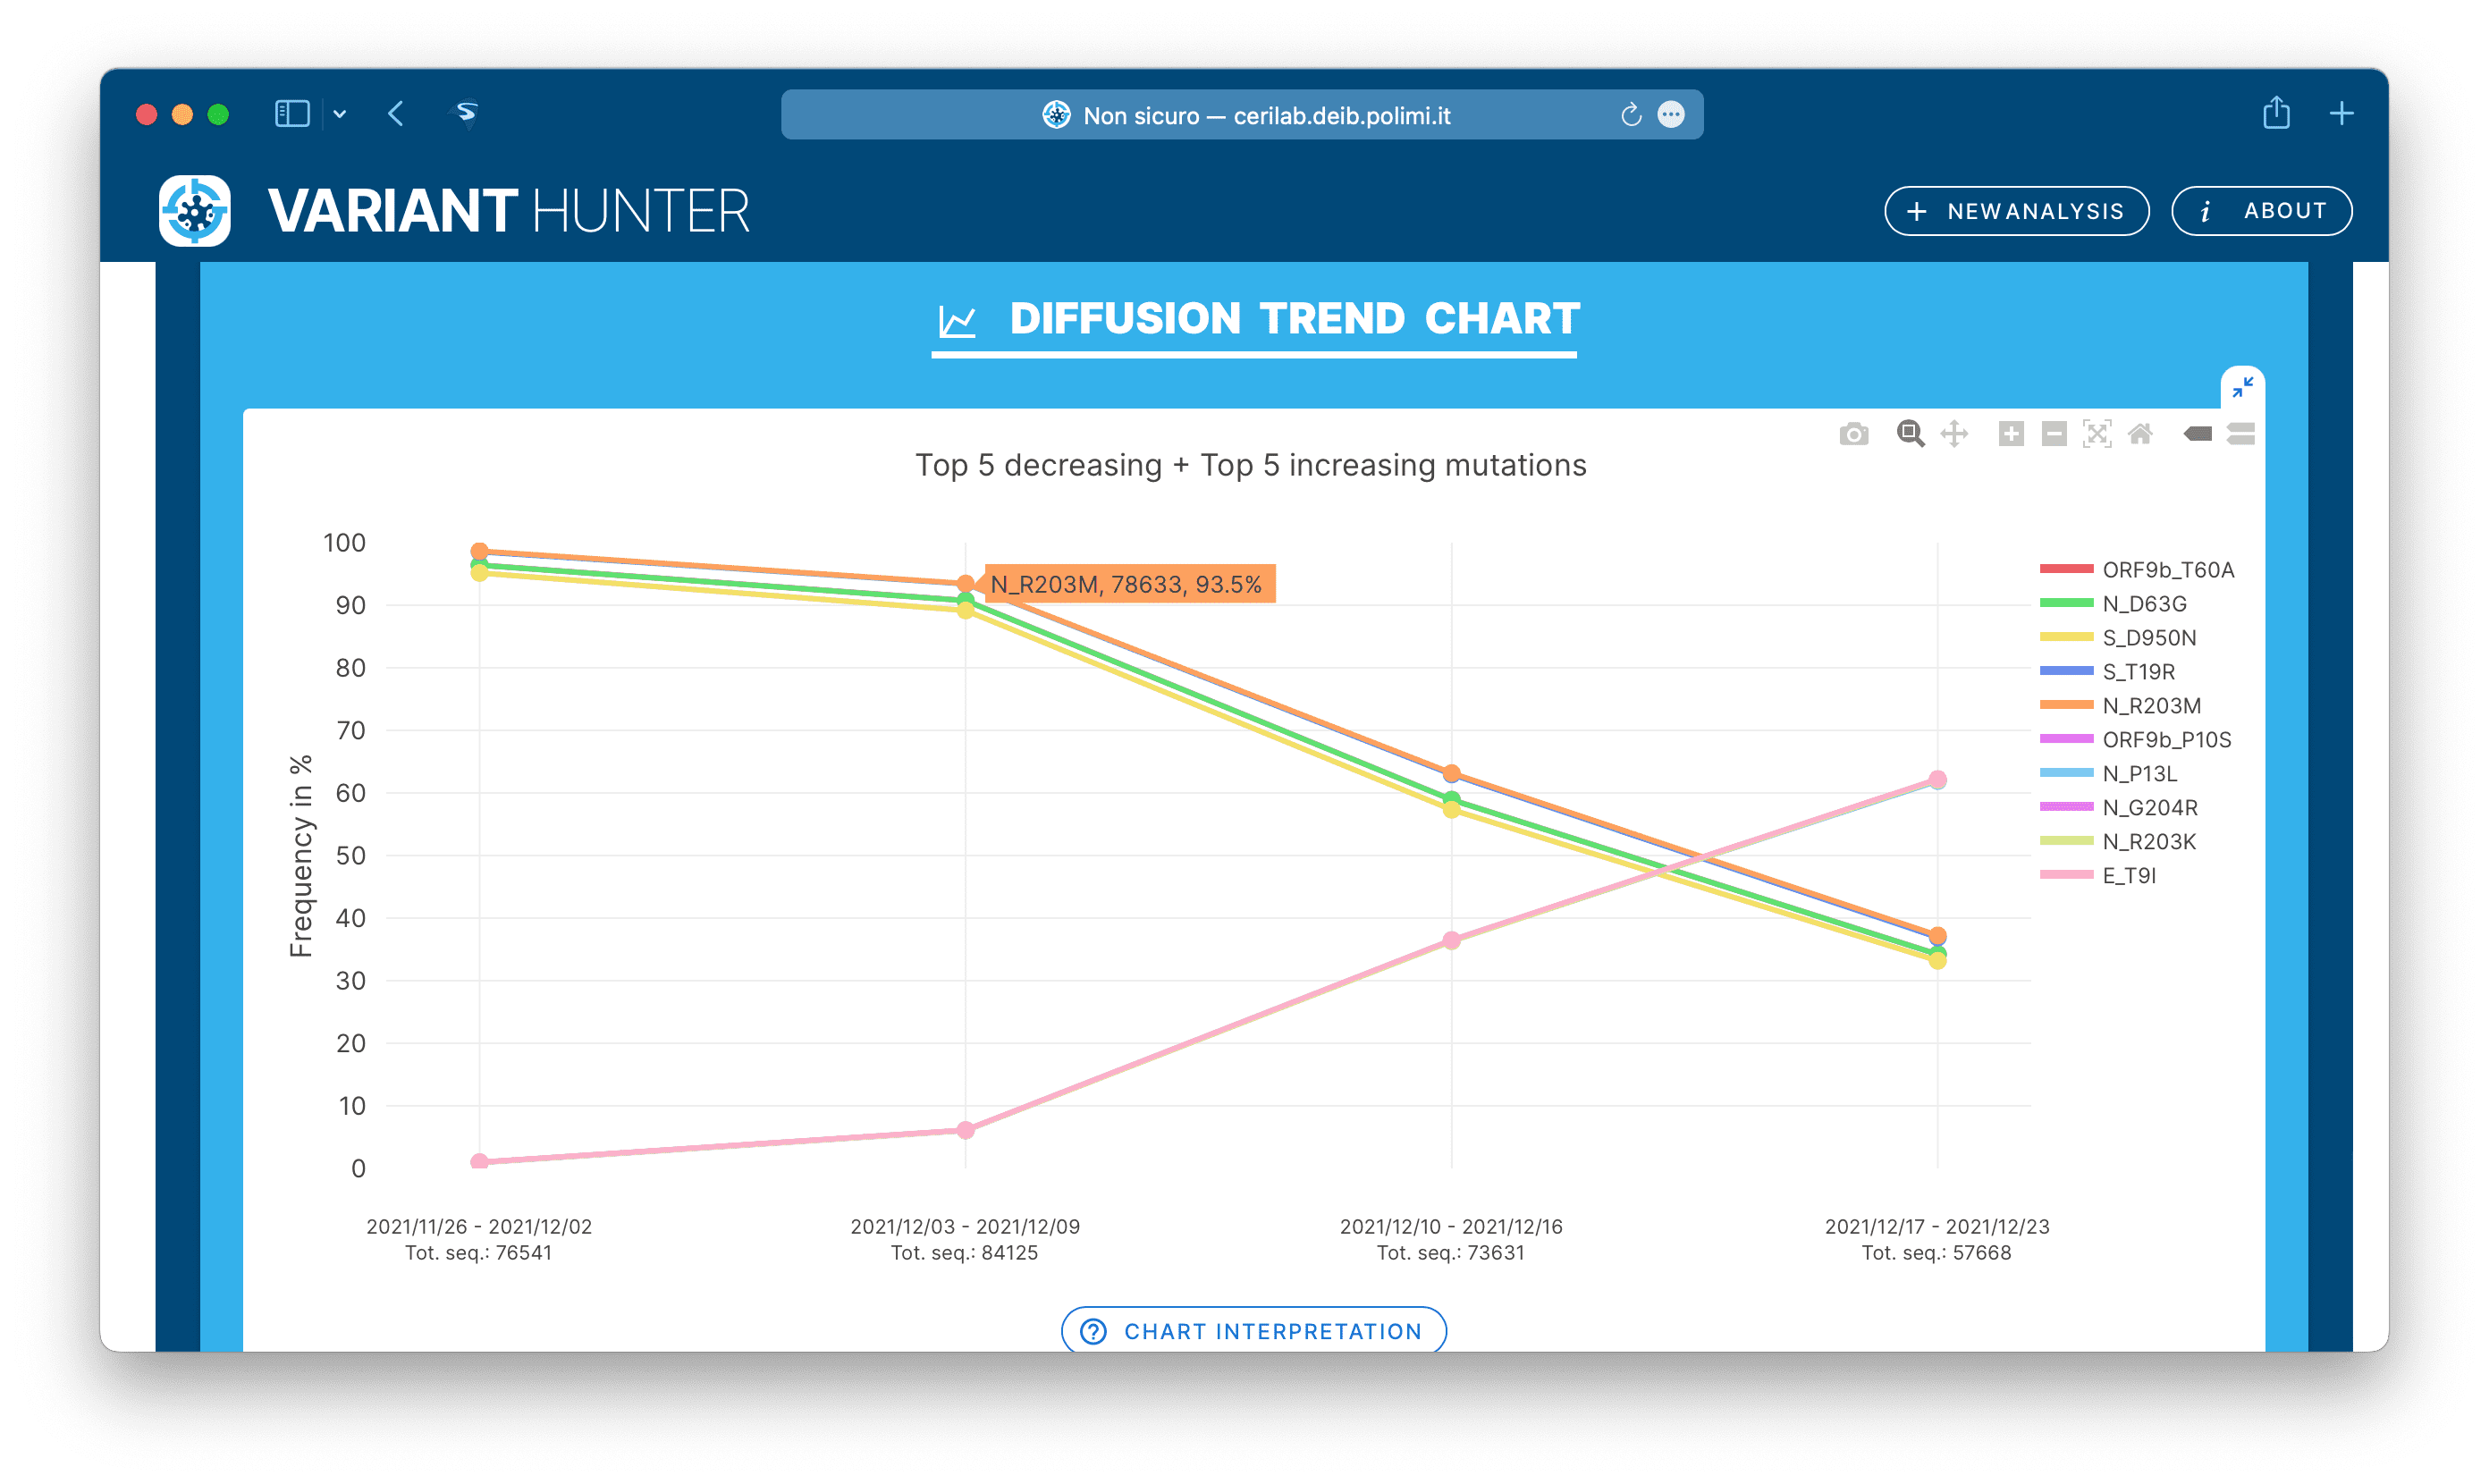 Non sicuro — cerilab.deib.polimi.it
VARIANT HUNTER
+ NEW ANALYSIS
i ABOUT
DIFFUSION TREND CHART
Top 5 decreasing + Top 5 increasing mutations
Frequency in %
100
90
80
70
60
50
40
30
20
10
0
N_R203M, 78633, 93.5%
ORF9b_T60A
N_D63G
S_D950N
S_T19R
N_R203M
ORF9b_P10S
N_P13L
N_G204R
N_R203K
E_T9I
2021/11/26 - 2021/12/02
Tot. seq.: 76541
2021/12/03 - 2021/12/09
Tot. seq.: 84125
2021/12/10 - 2021/12/16
Tot. seq.: 73631
2021/12/17 - 2021/12/23
Tot. seq.: 57668
? CHART INTERPRETATION